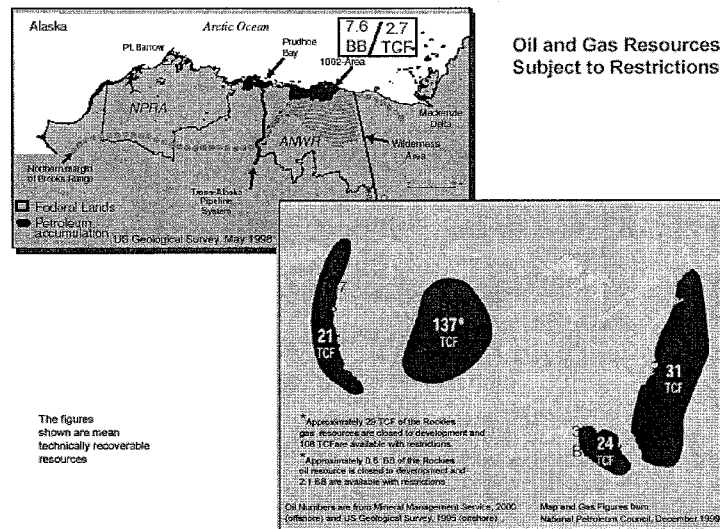 Oil and Gas Resources
Subject to Restrictions
Alaska
Arctic Ocean
7.6
BB
/
2.7
TCF
Pt. Barrow
Prudhoe
Bay
1002-Area
NPRA
ANWR
Mackenzie
Delta
Wilderness
Area
Northern margin
of Brooks Range
Trans-Alaska
Pipeline
System
Federal Lands
Petroleum
accumulation
US Geological Survey, May 1998
21
TCF
137*
TCF
31
TCF
24
TCF
The figures
shown are mean
technically recoverable
resources
*Approximately 29 TCF of the Rockies
gas resources are closed to development and
108 TCFare available with restrictions.
*Approximately 0.6 BB of the Rockies
oil resource is closed to development and
2.1 BB are available with restrictions
Oil Numbers are from Mineral Management Service, 2000
(offshore) and US Geological Survey, 1995 (onshore)
Map and Gas Figures from
National Petroleum Council, December 1999